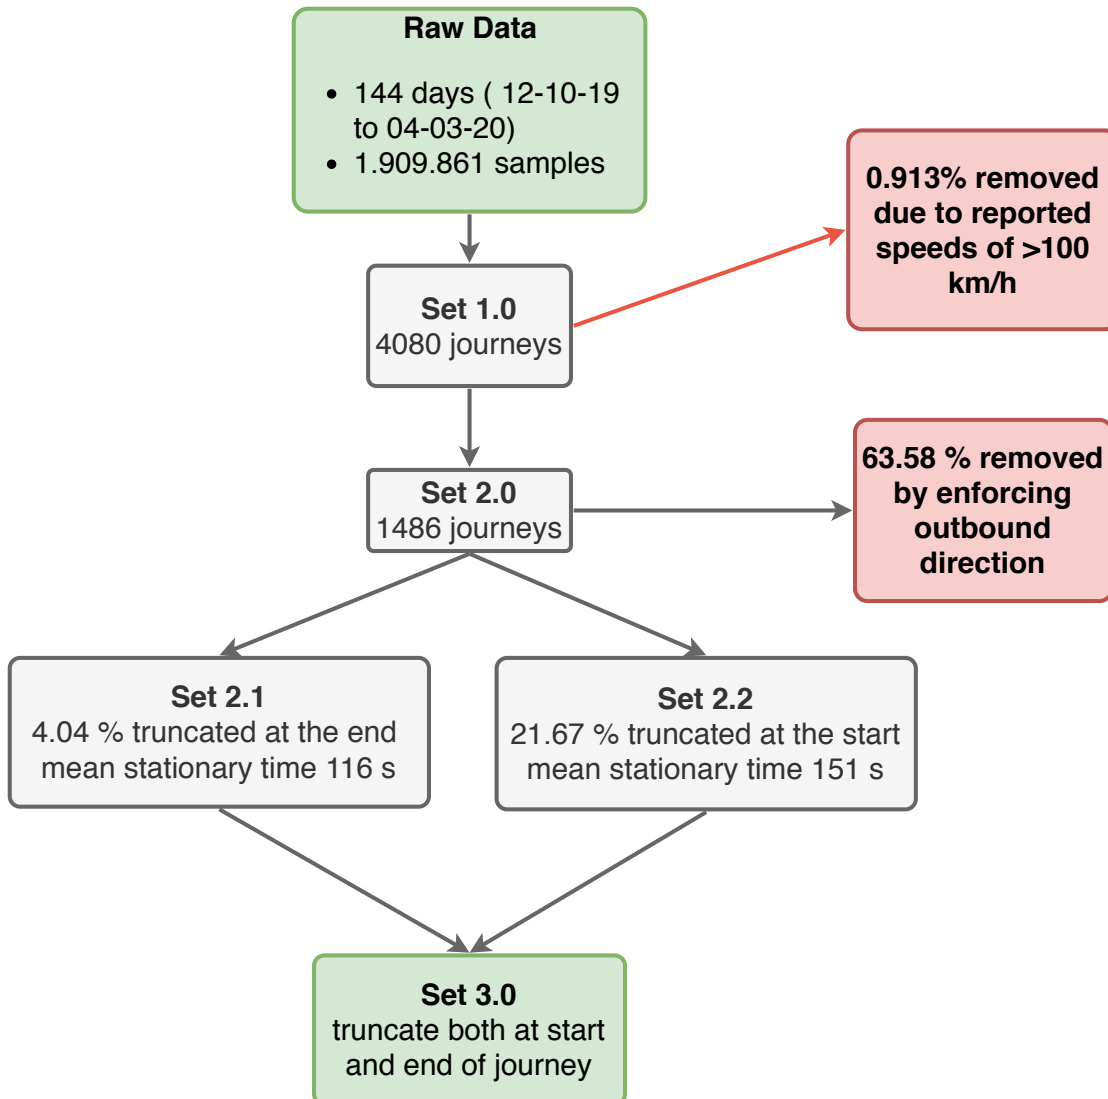 Raw Data
• 144 days ( 12-10-19
to 04-03-20)
• 1.909.861 samples
0.913% removed
due to reported
speeds of >100
km/h
Set 1.0
4080 journeys
63.58 % removed
by enforcing
outbound
direction
Set 2.0
1486 journeys
Set 2.1
4.04 % truncated at the end
mean stationary time 116 s
Set 2.2
21.67 % truncated at the start
mean stationary time 151 s
Set 3.0
truncate both at start
and end of journey